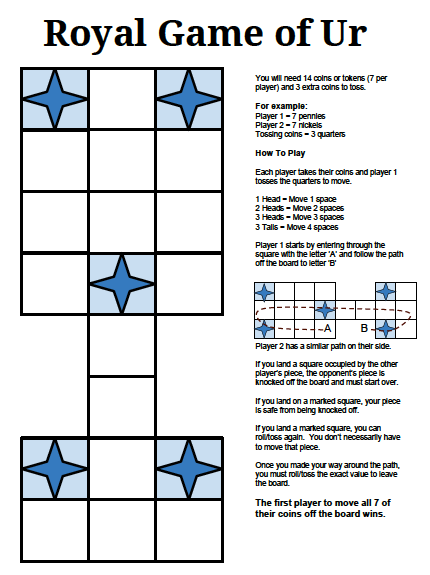 Royal Game of Ur
You will need 14 coins or tokens (7 per
player) and 3 extra coins to toss.
For example:
Player 1 = 7 pennies
Player 2 = 7 nickels
Tossing coins = 3 quarters
How To Play
Each player takes their coins and player 1
tosses the quarters to move.
1 Head = Move 1 space
2 Heads = Move 2 spaces
3 Heads = Move 3 spaces
3 Tails = Move 4 spaces
Player 1 starts by entering through the
square with the letter 'A' and follow the path
off the board to letter 'B'
A B
Player 2 has a similar path on their side.
If you land a square occupied by the other
player's piece, the opponent's piece is
knocked off the board and must start over.
If you land on a marked square, your piece
is safe from being knocked off.
If you land a marked square, you can
roll/toss again. You don't necessarily have
to move that piece.
Once you made your way around the path,
you must roll/toss the exact value to leave
the board.
The first player to move all 7 of
their coins off the board wins.